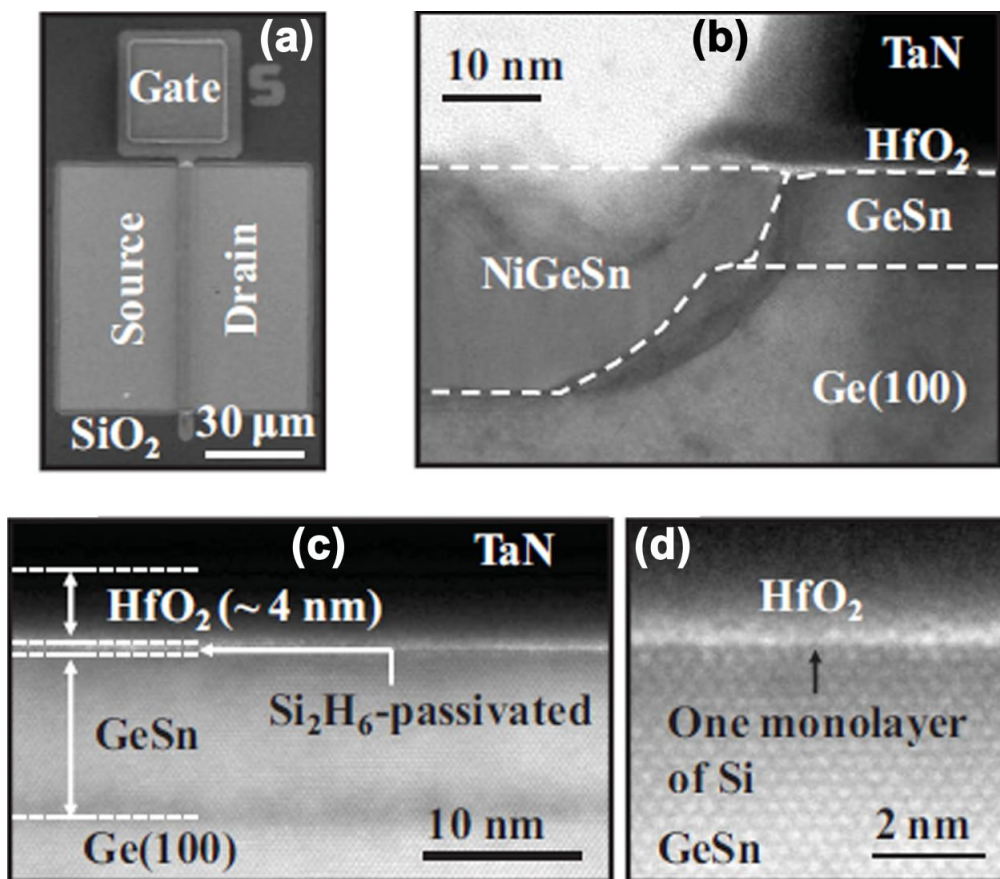 (a)
Gate
S
Source
Drain
SiO₂
30 µm
(b)
10 nm
TaN
HfO₂
GeSn
NiGeSn
Ge(100)
(c)
TaN
HfO₂ (~ 4 nm)
Si₂H₆-passivated
GeSn
Ge(100)
10 nm
(d)
HfO₂
One monolayer
of Si
GeSn
2 nm